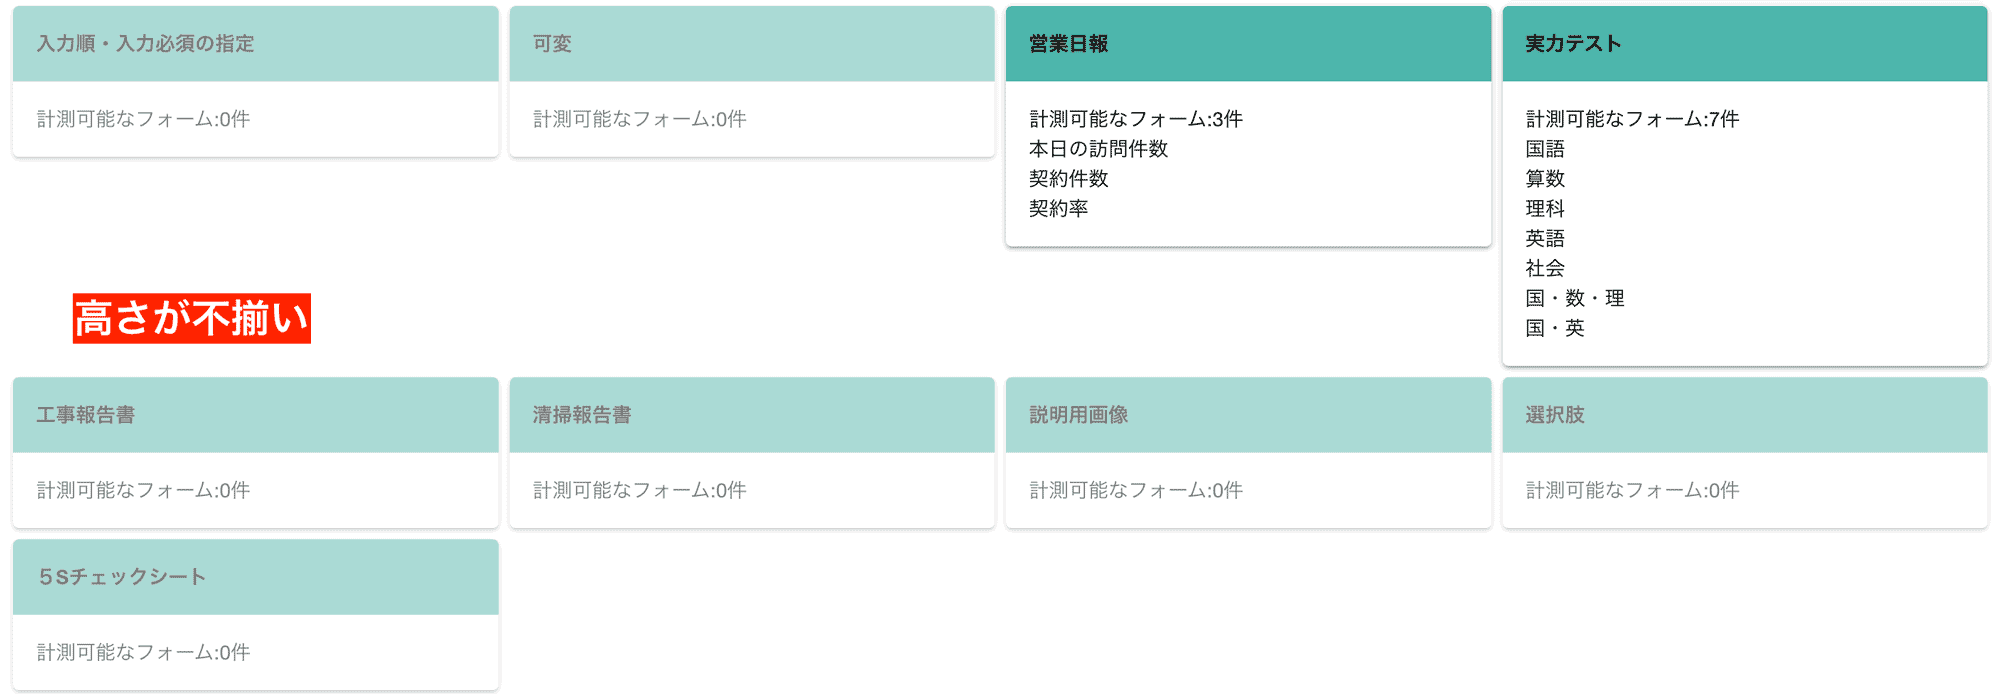 入力順・入力必須の指定
計測可能なフォーム:0件
可変
計測可能なフォーム:0件
営業日報
計測可能なフォーム:3件
本日の訪問件数
契約件数
契約率
実力テスト
計測可能なフォーム:7件
国語
算数
理科
英語
社会
国・数・理
国・英
高さが不揃い
工事報告書
計測可能なフォーム:0件
清掃報告書
計測可能なフォーム:0件
説明用画像
計測可能なフォーム:0件
選択肢
計測可能なフォーム:0件
５Sチェックシート
計測可能なフォーム:0件